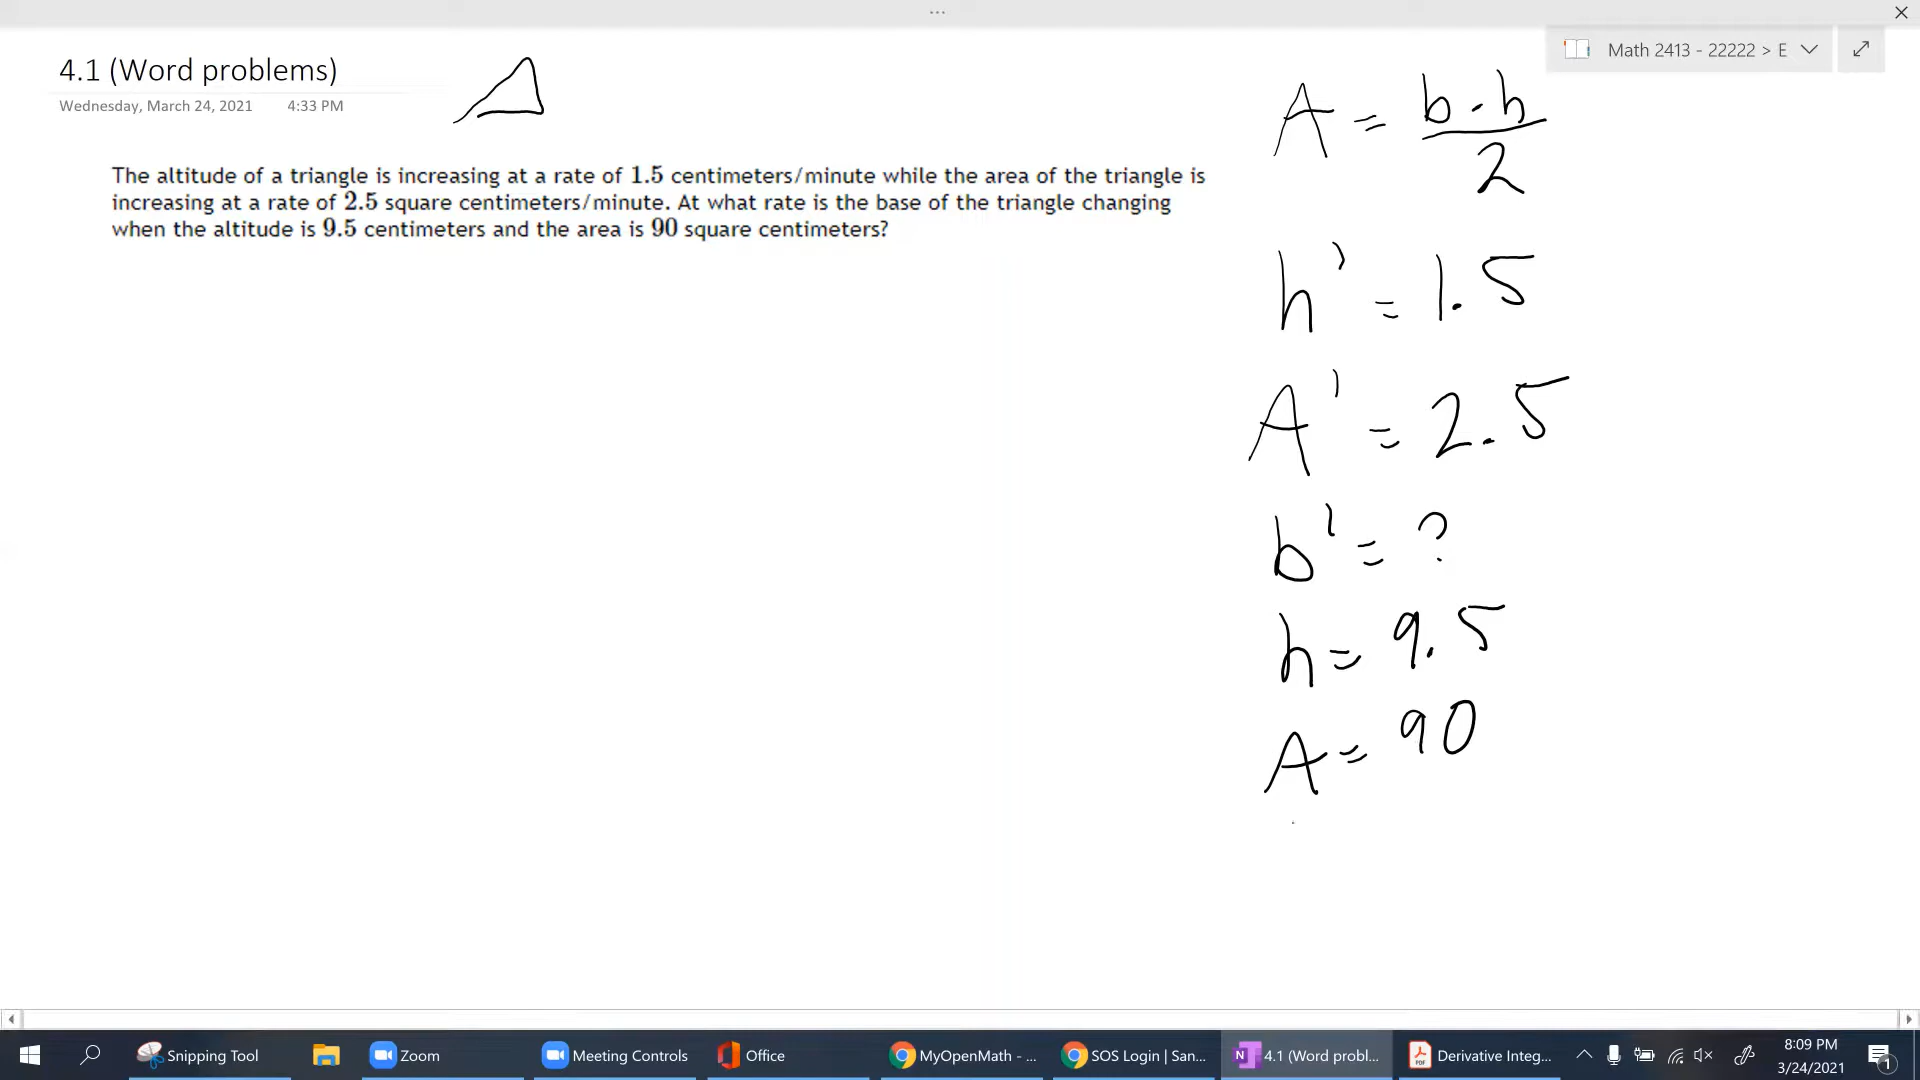 Math 2413 - 22222 > E
4.1 (Word problems)
Wednesday, March 24, 2021 4:33 PM
The altitude of a triangle is increasing at a rate of 1.5 centimeters/minute while the area of the triangle is
increasing at a rate of 2.5 square centimeters/minute. At what rate is the base of the triangle changing
when the altitude is 9.5 centimeters and the area is 90 square centimeters?
A = b · h / 2
h' = 1.5
A' = 2.5
b' = ?
h = 9.5
A = 90
Snipping Tool Zoom Meeting Controls Office MyOpenMath - ... SOS Login | San... 4.1 (Word probl... Derivative Integ... 8:09 PM
3/24/2021 1